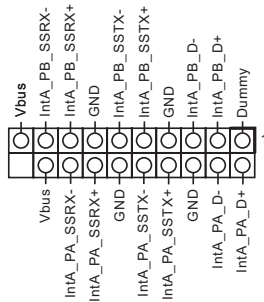 Vbus
IntA_PB_SSRX-
IntA_PB_SSRX+
GND
IntA_PB_SSTX-
IntA_PB_SSTX+
GND
IntA_PB_D-
IntA_PB_D+
Dummy
Vbus
IntA_PA_SSRX-
IntA_PA_SSRX+
GND
IntA_PA_SSTX-
IntA_PA_SSTX+
GND
IntA_PA_D-
IntA_PA_D+